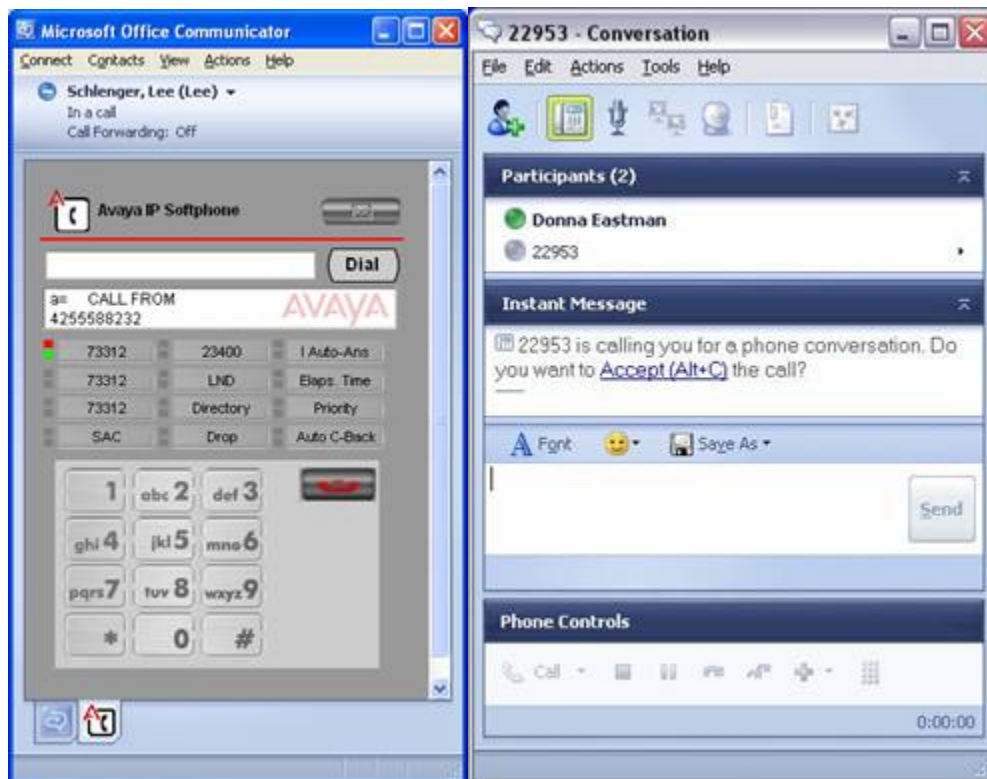 Microsoft Office Communicator
Connect Contacts View Actions Help
Schlenger, Lee (Lee)
In a call
Call Forwarding: Off
Avaya IP Softphone
Dial
a= CALL FROM
4255588232
AVAYA
73312 23400 I Auto-Ans
73312 LND Elaps. Time
73312 Directory Priority
SAC Drop Auto C-Back
1 abc 2 def 3
ghi 4 jkl 5 mno 6
pqrs 7 tuv 8 wxyz 9
* 0 #
22953 - Conversation
File Edit Actions Tools Help
Participants (2)
Donna Eastman
22953
Instant Message
22953 is calling you for a phone conversation. Do
you want to Accept (Alt+C) the call?
Font Save As
Send
Phone Controls
Call
0:00:00